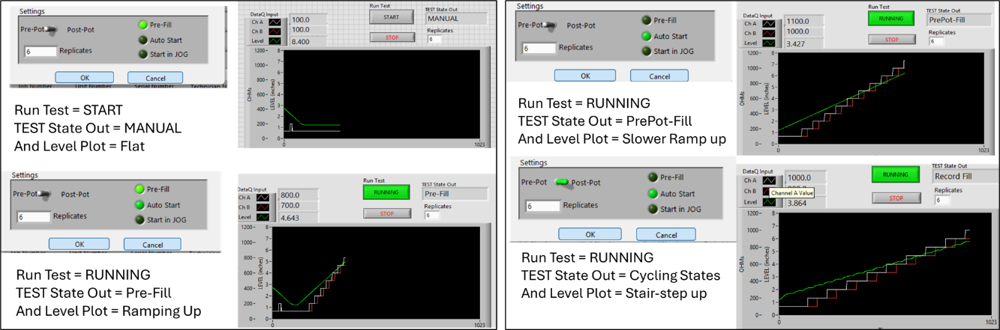 Settings
Pre-Pot
Post-Pot
Pre-Fill
Auto Start
Start in JOG
6
Replicates
OK
Cancel
Run Test = START
TEST State Out = MANUAL
And Level Plot = Flat
DataQ Input
Ch A
100.0
Ch B
100.0
Level
8.400
Run Test
START
STOP
TEST State Out
MANUAL
Replicates
6
OHMs
LEVEL (inches)
1200
1000
800
600
400
200
0
8
7
6
5
4
3
2
1
0
0
1023
Settings
Pre-Pot
Post-Pot
Pre-Fill
Auto Start
Start in JOG
6
Replicates
OK
Cancel
Run Test = RUNNING
TEST State Out = Pre-Fill
And Level Plot = Ramping Up
DataQ Input
Ch A
800.0
Ch B
700.0
Level
4.643
Run Test
RUNNING
STOP
TEST State Out
Pre-Fill
Replicates
6
OHMs
LEVEL (inches)
1200
1000
800
600
400
200
0
8
7
6
5
4
3
2
1
0
0
1023
Settings
Pre-Pot
Post-Pot
Pre-Fill
Auto Start
Start in JOG
6
Replicates
OK
Cancel
Run Test = RUNNING
TEST State Out = PrePot-Fill
And Level Plot = Slower Ramp up
DataQ Input
Ch A
1100.0
Ch B
1000.0
Level
3.427
Run Test
RUNNING
STOP
TEST State Out
PrePot-Fill
Replicates
6
OHMs
LEVEL (inches)
1200
1000
800
600
400
200
0
8
7
6
5
4
3
2
1
0
0
1023
Settings
Pre-Pot
Post-Pot
Pre-Fill
Auto Start
Start in JOG
6
Replicates
OK
Cancel
Run Test = RUNNING
TEST State Out = Cycling States
And Level Plot = Stair-step up
DataQ Input
Ch A
1000.0
Ch B
Channel A Value
Level
3.864
Run Test
RUNNING
STOP
TEST State Out
Record Fill
Replicates
6
OHMs
LEVEL (inches)
1200
1000
800
600
400
200
0
8
7
6
5
4
3
2
1
0
0
1023